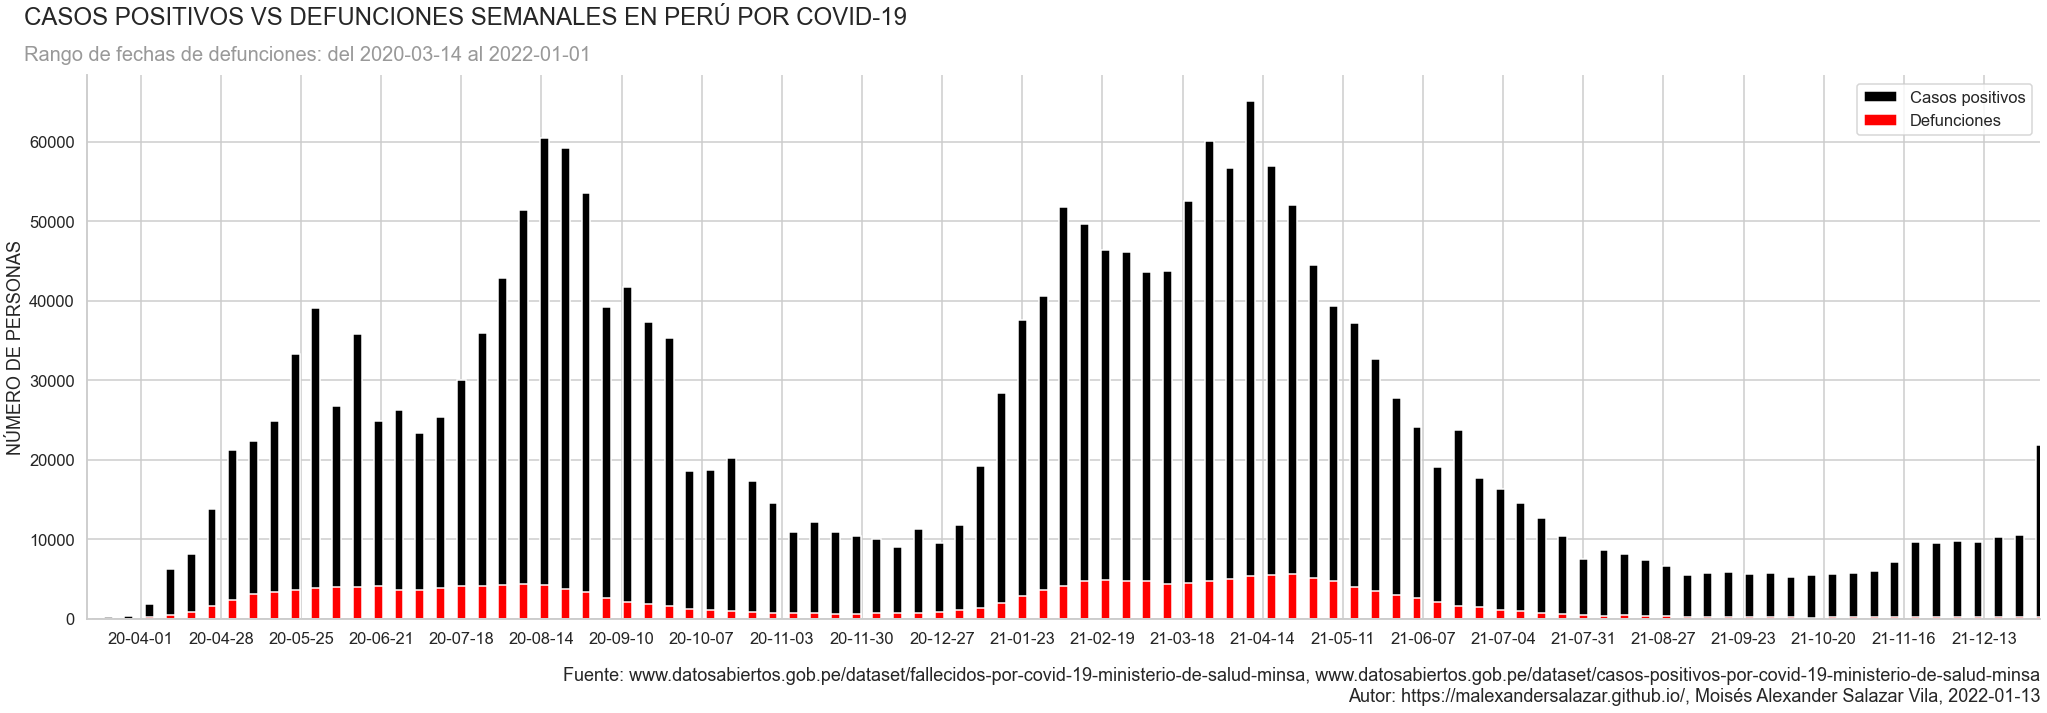 CASOS POSITIVOS VS DEFUNCIONES SEMANALES EN PERÚ POR COVID-19
Rango de fechas de defunciones: del 2020-03-14 al 2022-01-01
Casos positivos
Defunciones
NÚMERO DE PERSONAS
60000
50000
40000
30000
20000
10000
0
20-04-01 20-04-28 20-05-25 20-06-21 20-07-18 20-08-14 20-09-10 20-10-07 20-11-03 20-11-30 20-12-27 21-01-23 21-02-19 21-03-18 21-04-14 21-05-11 21-06-07 21-07-04 21-07-31 21-08-27 21-09-23 21-10-20 21-11-16 21-12-13
Fuente: www.datosabiertos.gob.pe/dataset/fallecidos-por-covid-19-ministerio-de-salud-minsa, www.datosabiertos.gob.pe/dataset/casos-positivos-por-covid-19-ministerio-de-salud-minsa
Autor: https://malexandersalazar.github.io/, Moisés Alexander Salazar Vila, 2022-01-13